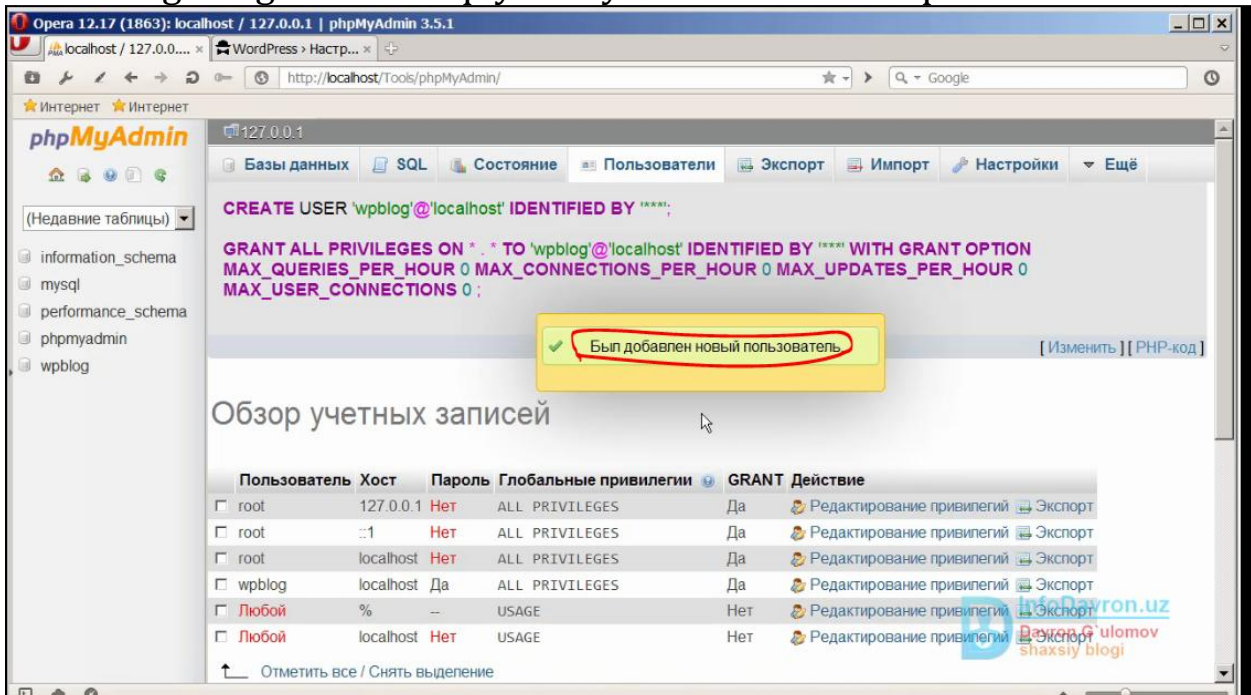 Opera 12.17 (1863): localhost / 127.0.0.1 | phpMyAdmin 3.5.1
localhost / 127.0.0.... × WordPress › Настр... ×
http://localhost/Tools/phpMyAdmin/ Google
Интернет Интернет
phpMyAdmin
127.0.0.1
Базы данных SQL Состояние Пользователи Экспорт Импорт Настройки Ещё
(Недавние таблицы)
information_schema
mysql
performance_schema
phpmyadmin
wpblog
CREATE USER 'wpblog'@'localhost' IDENTIFIED BY '***';
GRANT ALL PRIVILEGES ON * . * TO 'wpblog'@'localhost' IDENTIFIED BY '***' WITH GRANT OPTION
MAX_QUERIES_PER_HOUR 0 MAX_CONNECTIONS_PER_HOUR 0 MAX_UPDATES_PER_HOUR 0
MAX_USER_CONNECTIONS 0 ;
Был добавлен новый пользователь.
[ Изменить ] [ PHP-код ]
Обзор учетных записей
Пользователь Хост Пароль Глобальные привилегии GRANT Действие
root 127.0.0.1 Нет ALL PRIVILEGES Да Редактирование привилегий Экспорт
root ::1 Нет ALL PRIVILEGES Да Редактирование привилегий Экспорт
root localhost Нет ALL PRIVILEGES Да Редактирование привилегий Экспорт
wpblog localhost Да ALL PRIVILEGES Да Редактирование привилегий Экспорт
Любой % -- USAGE Нет Редактирование привилегий Экспорт
Любой localhost Нет USAGE Нет Редактирование привилегий Экспорт
Отметить все / Снять выделение
InfoDavron.uz
Davron G`ulomov
shaxsiy blogi